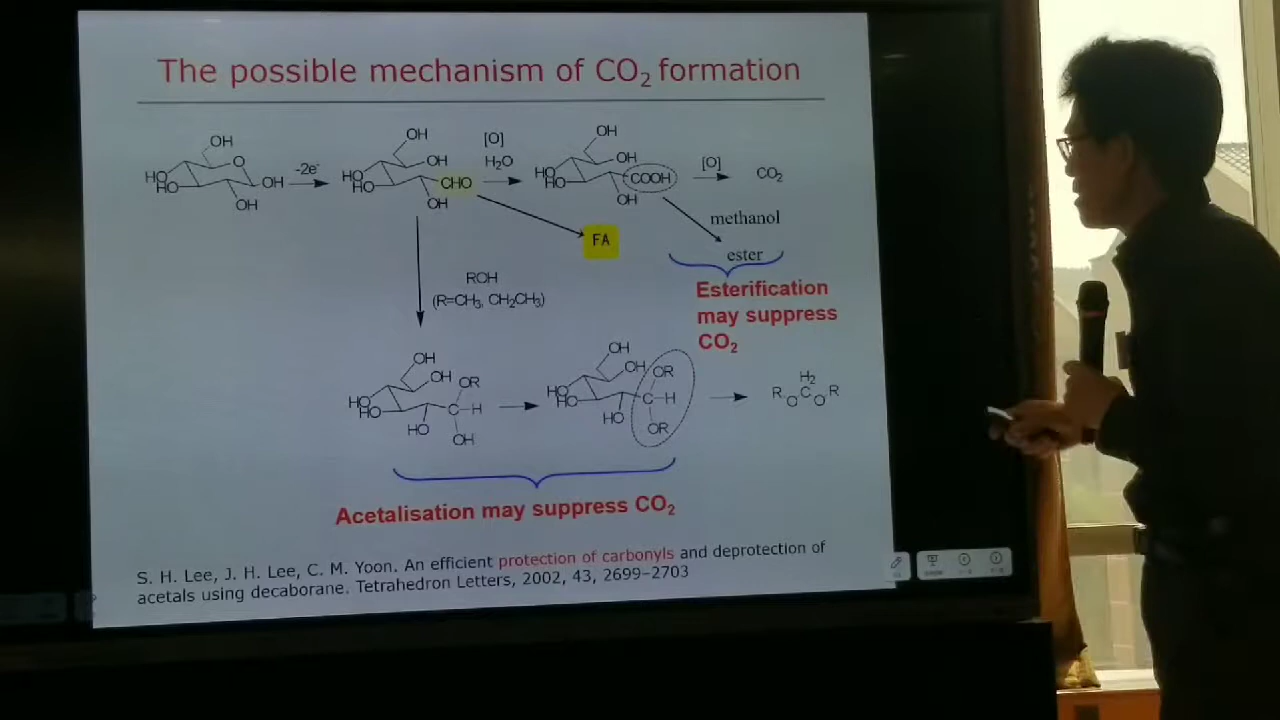 The possible mechanism of CO2 formation
OH
HO
HO
O
OH
OH
-2e-
OH
HO
HO
OH
CHO
OH
[O]
H2O
OH
HO
HO
OH
COOH
OH
[O]
CO2
methanol
FA
ester
ROH
(R=CH3, CH2CH3)
Esterification
may suppress
CO2
OH
HO
HO
OH
OR
C-H
HO
OH
OH
HO
HO
OH
OR
C-H
HO
OR
H2
R O C O R
Acetalisation may suppress CO2
S. H. Lee, J. H. Lee, C. M. Yoon. An efficient protection of carbonyls and deprotection of
acetals using decaborane. Tetrahedron Letters, 2002, 43, 2699–2703